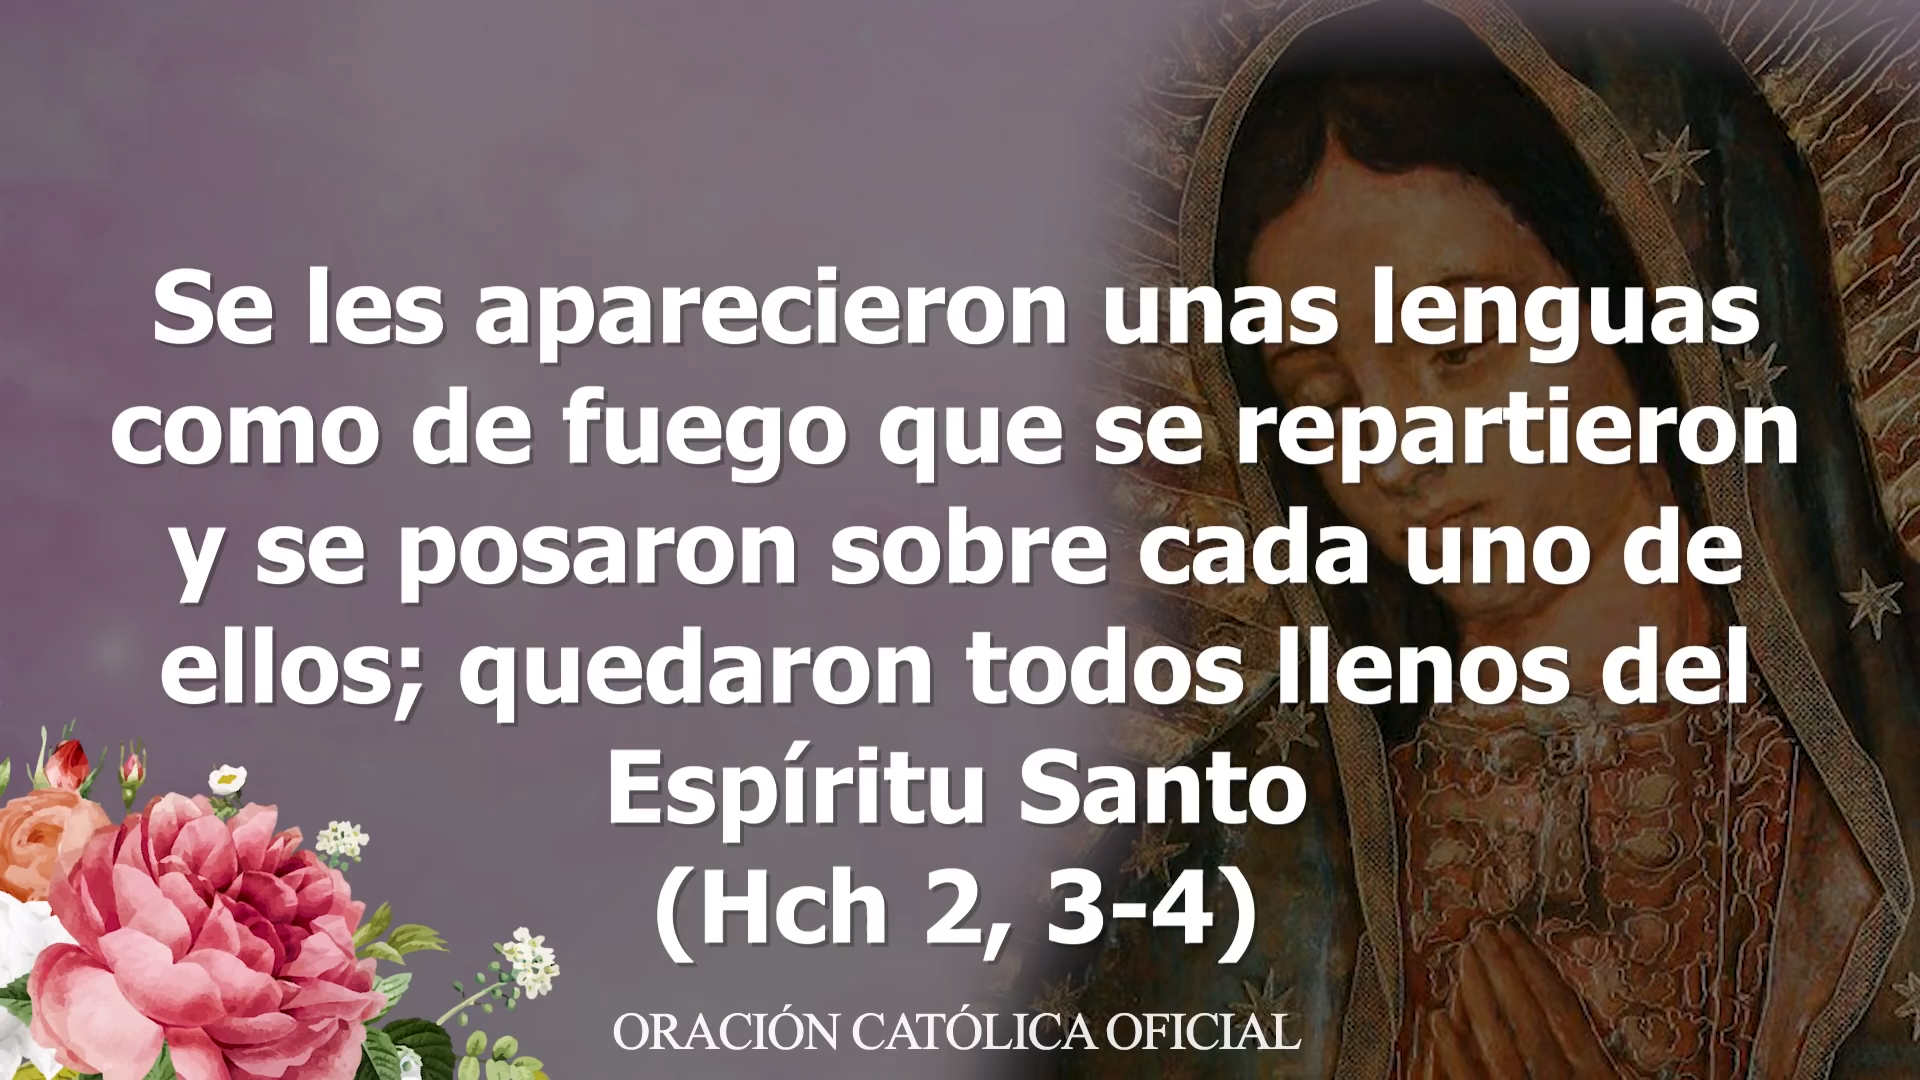 Se les aparecieron unas lenguas
como de fuego que se repartieron
y se posaron sobre cada uno de
ellos; quedaron todos llenos del
Espíritu Santo
(Hch 2, 3-4)
ORACIÓN CATÓLICA OFICIAL